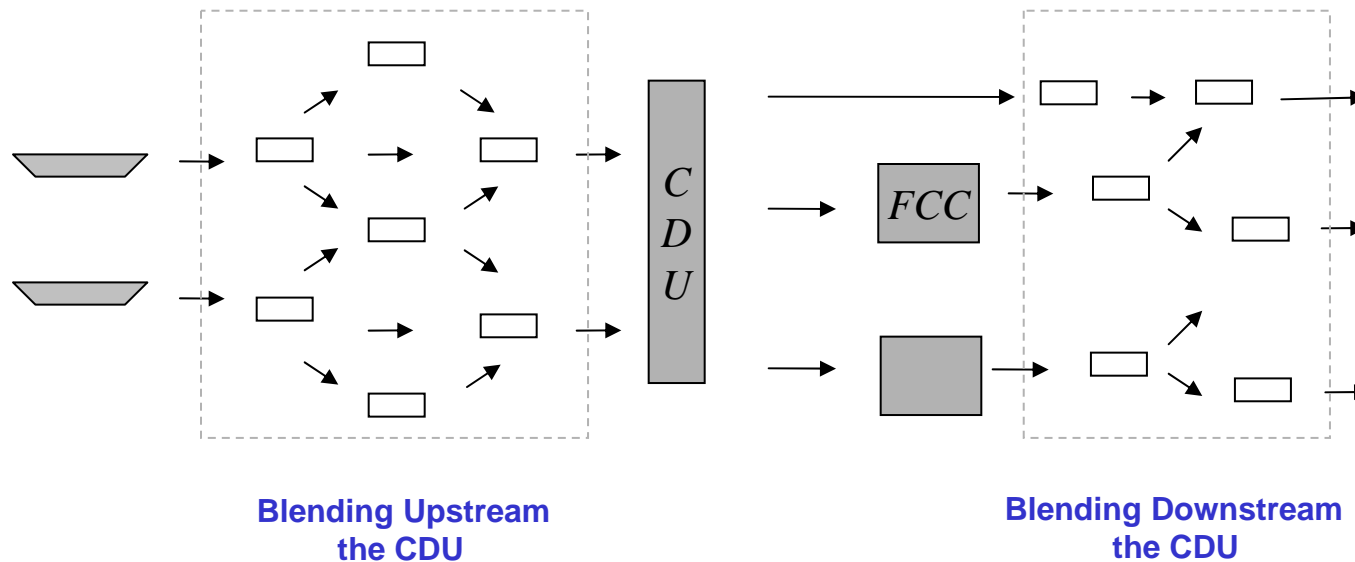 C
D
U
FCC
Blending Upstream
the CDU
Blending Downstream
the CDU